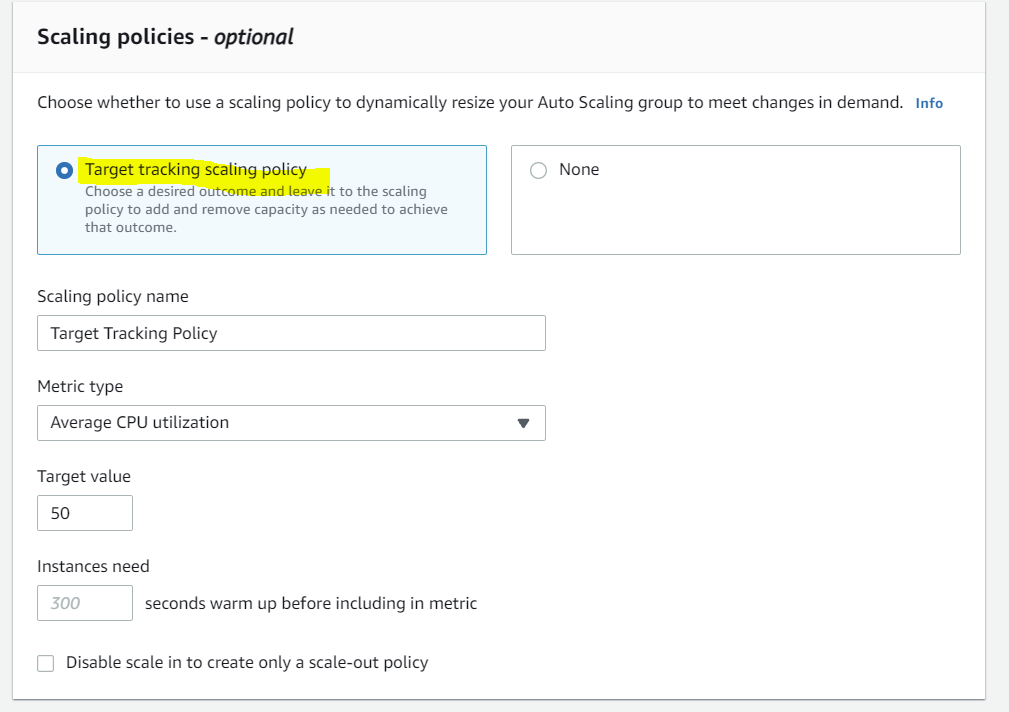 Scaling policies - optional
Choose whether to use a scaling policy to dynamically resize your Auto Scaling group to meet changes in demand. Info
Target tracking scaling policy
Choose a desired outcome and leave it to the scaling
policy to add and remove capacity as needed to achieve
that outcome.
None
Scaling policy name
Target Tracking Policy
Metric type
Average CPU utilization
Target value
50
Instances need
300 seconds warm up before including in metric
Disable scale in to create only a scale-out policy